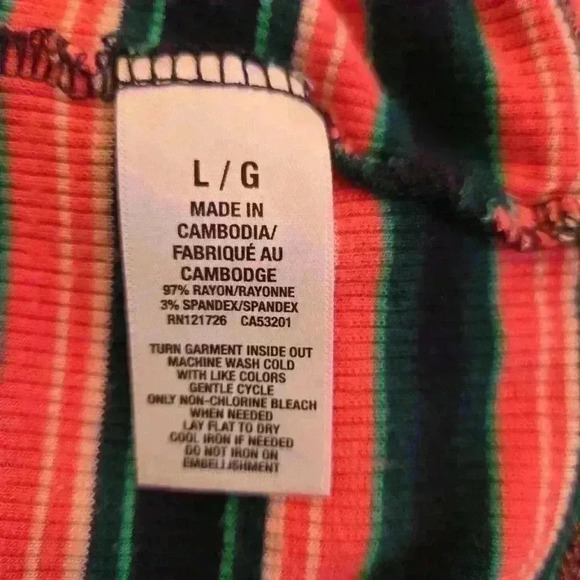 L / G
MADE IN
CAMBODIA/
FABRIQUÉ AU
CAMBODGE
97% RAYON/RAYONNE
3% SPANDEX/SPANDEX
RN121726 CA53201
TURN GARMENT INSIDE OUT
MACHINE WASH COLD
WITH LIKE COLORS
GENTLE CYCLE
ONLY NON-CHLORINE BLEACH
WHEN NEEDED
LAY FLAT TO DRY
COOL IRON IF NEEDED
DO NOT IRON ON
EMBELLISHMENT